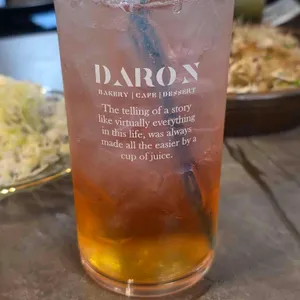 DARON
BAKERY | CAFE | DESSERT
The telling of a story
like virtually everything
in this life, was always
made all the easier by a
cup of juice.